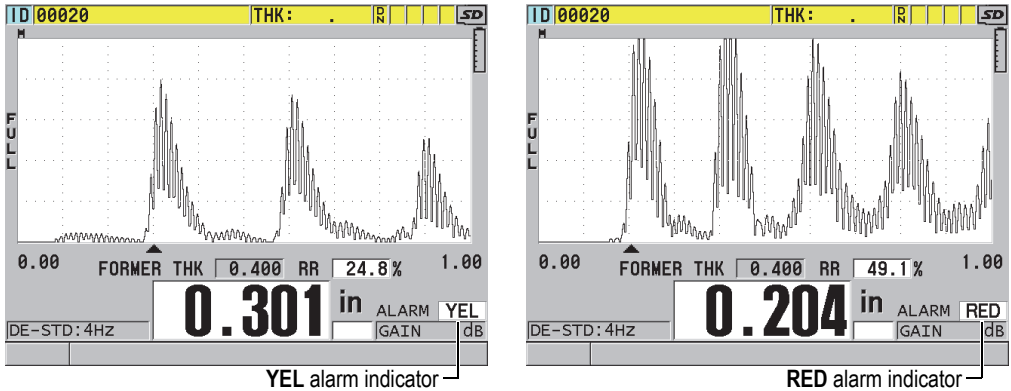 ID 00020 THK: . DN SD
M
FULL
0.00 FORMER THK 0.400 RR 24.8% 1.00
0.301 in ALARM YEL
DE-STD:4Hz GAIN dB
YEL alarm indicator
ID 00020 THK: . DN SD
M
FULL
0.00 FORMER THK 0.400 RR 49.1% 1.00
0.204 in ALARM RED
DE-STD:4Hz GAIN dB
RED alarm indicator